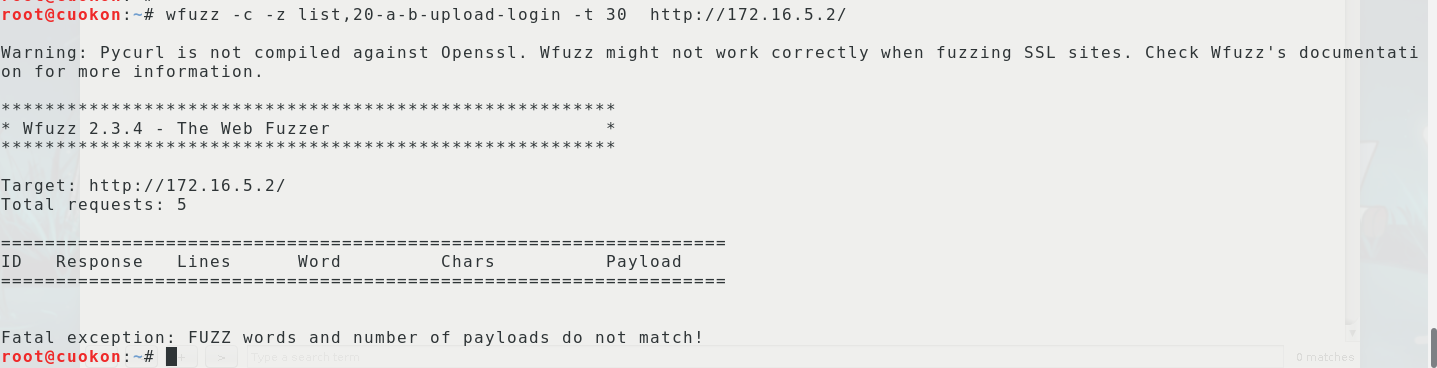 root@cuokon:~# wfuzz -c -z list,20-a-b-upload-login -t 30  http://172.16.5.2/
Warning: Pycurl is not compiled against Openssl. Wfuzz might not work correctly when fuzzing SSL sites. Check Wfuzz's documentati
on for more information.
********************************************************
* Wfuzz 2.3.4 - The Web Fuzzer                         *
********************************************************
Target: http://172.16.5.2/
Total requests: 5
==================================================================
ID   Response   Lines      Word         Chars          Payload
==================================================================
Fatal exception: FUZZ words and number of payloads do not match!
root@cuokon:~#
> Type a search term 0 matches